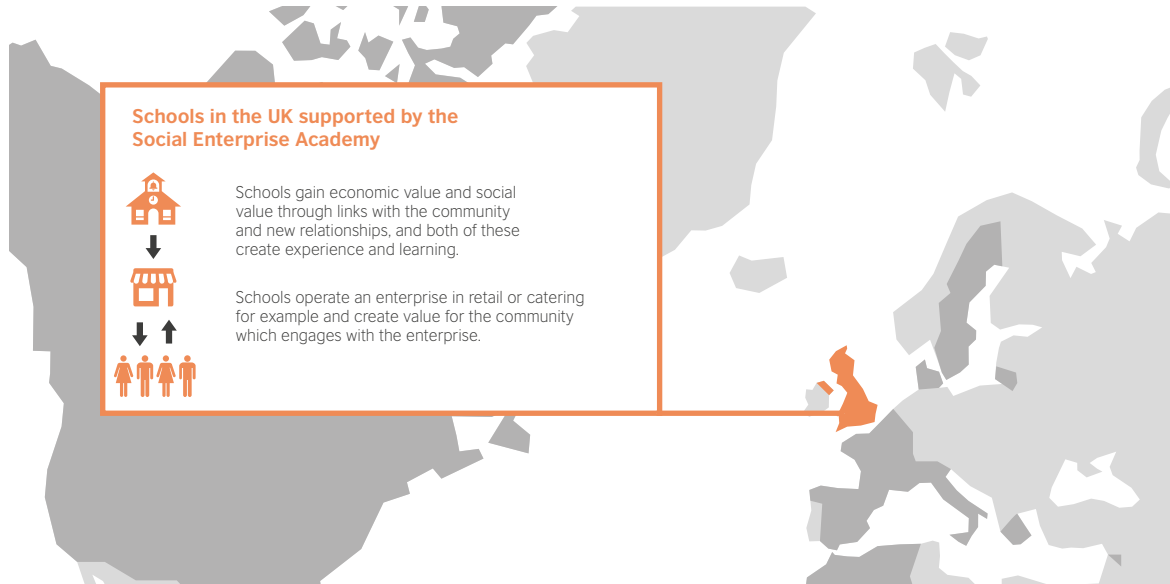 Schools in the UK supported by the
Social Enterprise Academy
Schools gain economic value and social
value through links with the community
and new relationships, and both of these
create experience and learning.
Schools operate an enterprise in retail or catering
for example and create value for the community
which engages with the enterprise.